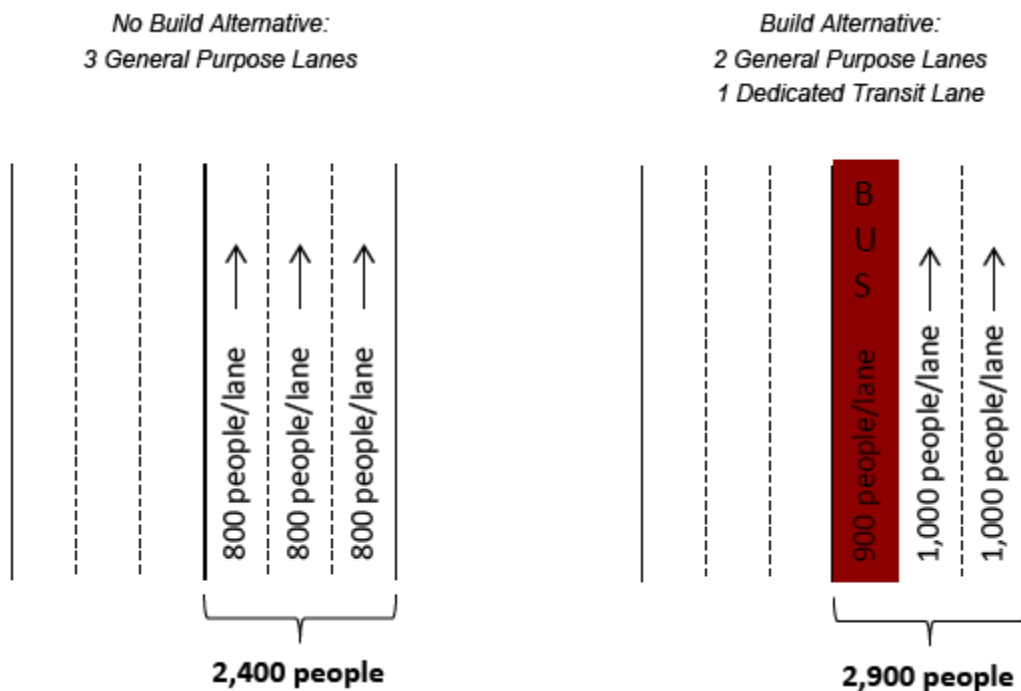 No Build Alternative:
3 General Purpose Lanes
800 people/lane
800 people/lane
800 people/lane
2,400 people
Build Alternative:
2 General Purpose Lanes
1 Dedicated Transit Lane
BUS
900 people/lane
1,000 people/lane
1,000 people/lane
2,900 people